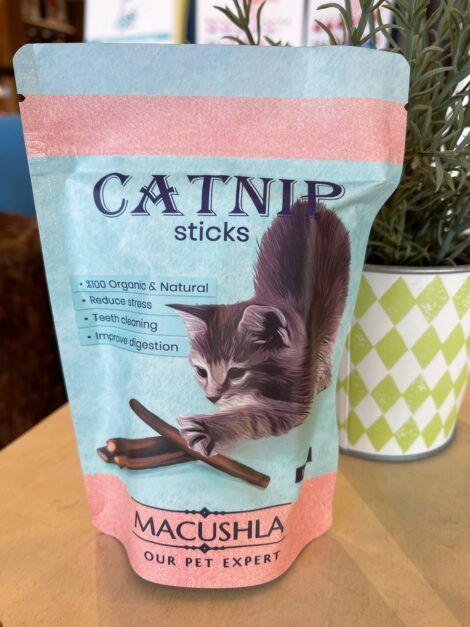 CATNIP
sticks
• %100 Organic & Natural
• Reduce stress
• Teeth cleaning
• Improve digestion
MACUSHLA
OUR PET EXPERT